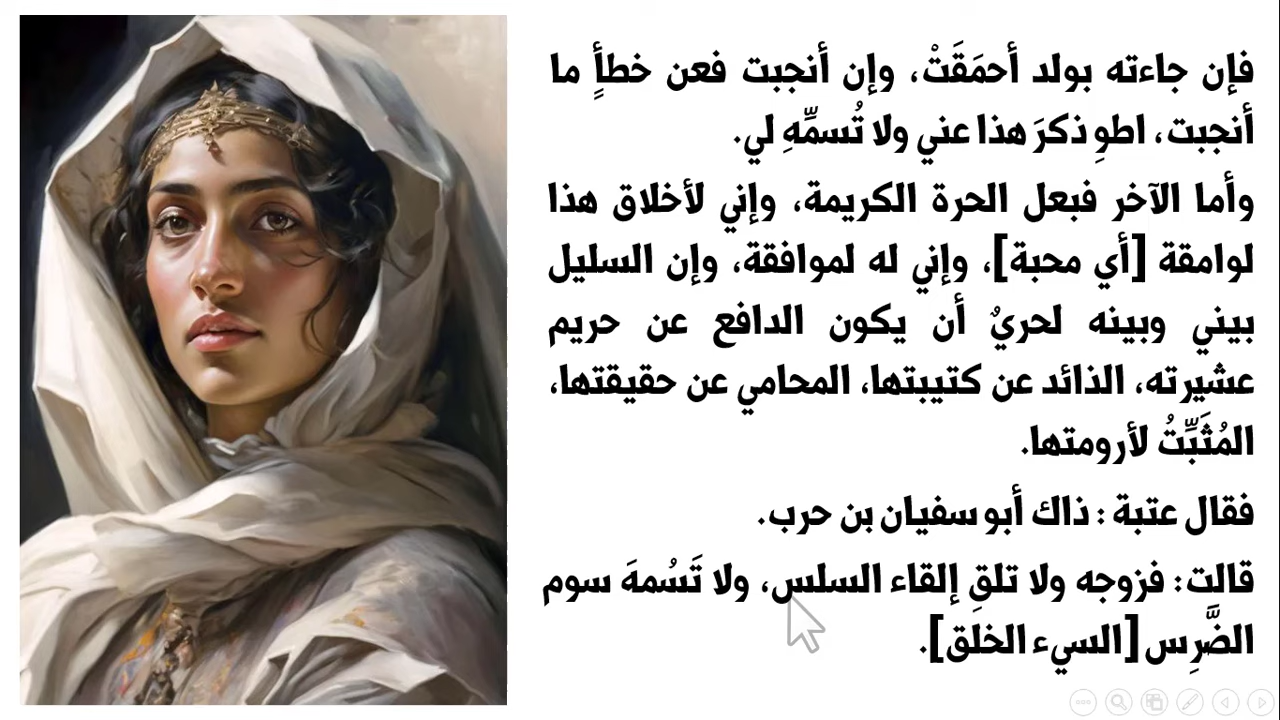 فإن جاءته بولد أحمَقَتْ، وإن أنجبت فعن خطأٍ ما
أنجبت، اطوِ ذكرَ هذا عني ولا تُسمِّهِ لي.
وأما الآخر فبعل الحرة الكريمة، وإني لأخلاق هذا
لوامقة [أي محبة]، وإني له لموافقة، وإن السليل
بيني وبينه لحريٌ أن يكون الدافع عن حريم
عشيرته، الذائد عن كتيبتها، المحامي عن حقيقتها،
المُثَبِّتُ لأرومتها.
فقال عتبة : ذاك أبو سفيان بن حرب.
قالت: فزوجه ولا تلقِ إلقاء السلس، ولا تَسُمهَ سوم
الضَّرِس [السيء الخلق].